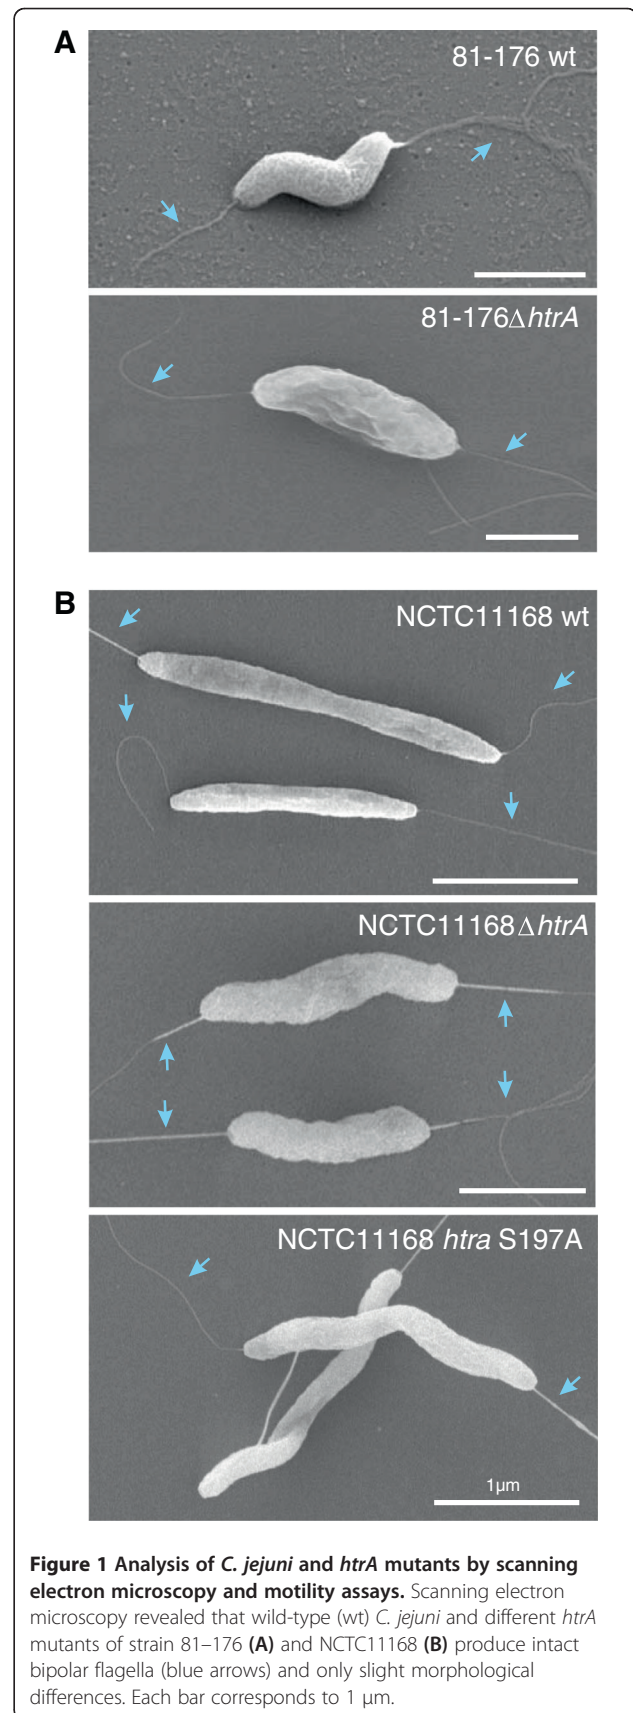 A
81-176 wt
81-176ΔhtrA
B
NCTC11168 wt
NCTC11168ΔhtrA
NCTC11168 htra S197A
1µm
Figure 1 Analysis of C. jejuni and htrA mutants by scanning
electron microscopy and motility assays. Scanning electron
microscopy revealed that wild-type (wt) C. jejuni and different htrA
mutants of strain 81–176 (A) and NCTC11168 (B) produce intact
bipolar flagella (blue arrows) and only slight morphological
differences. Each bar corresponds to 1 μm.